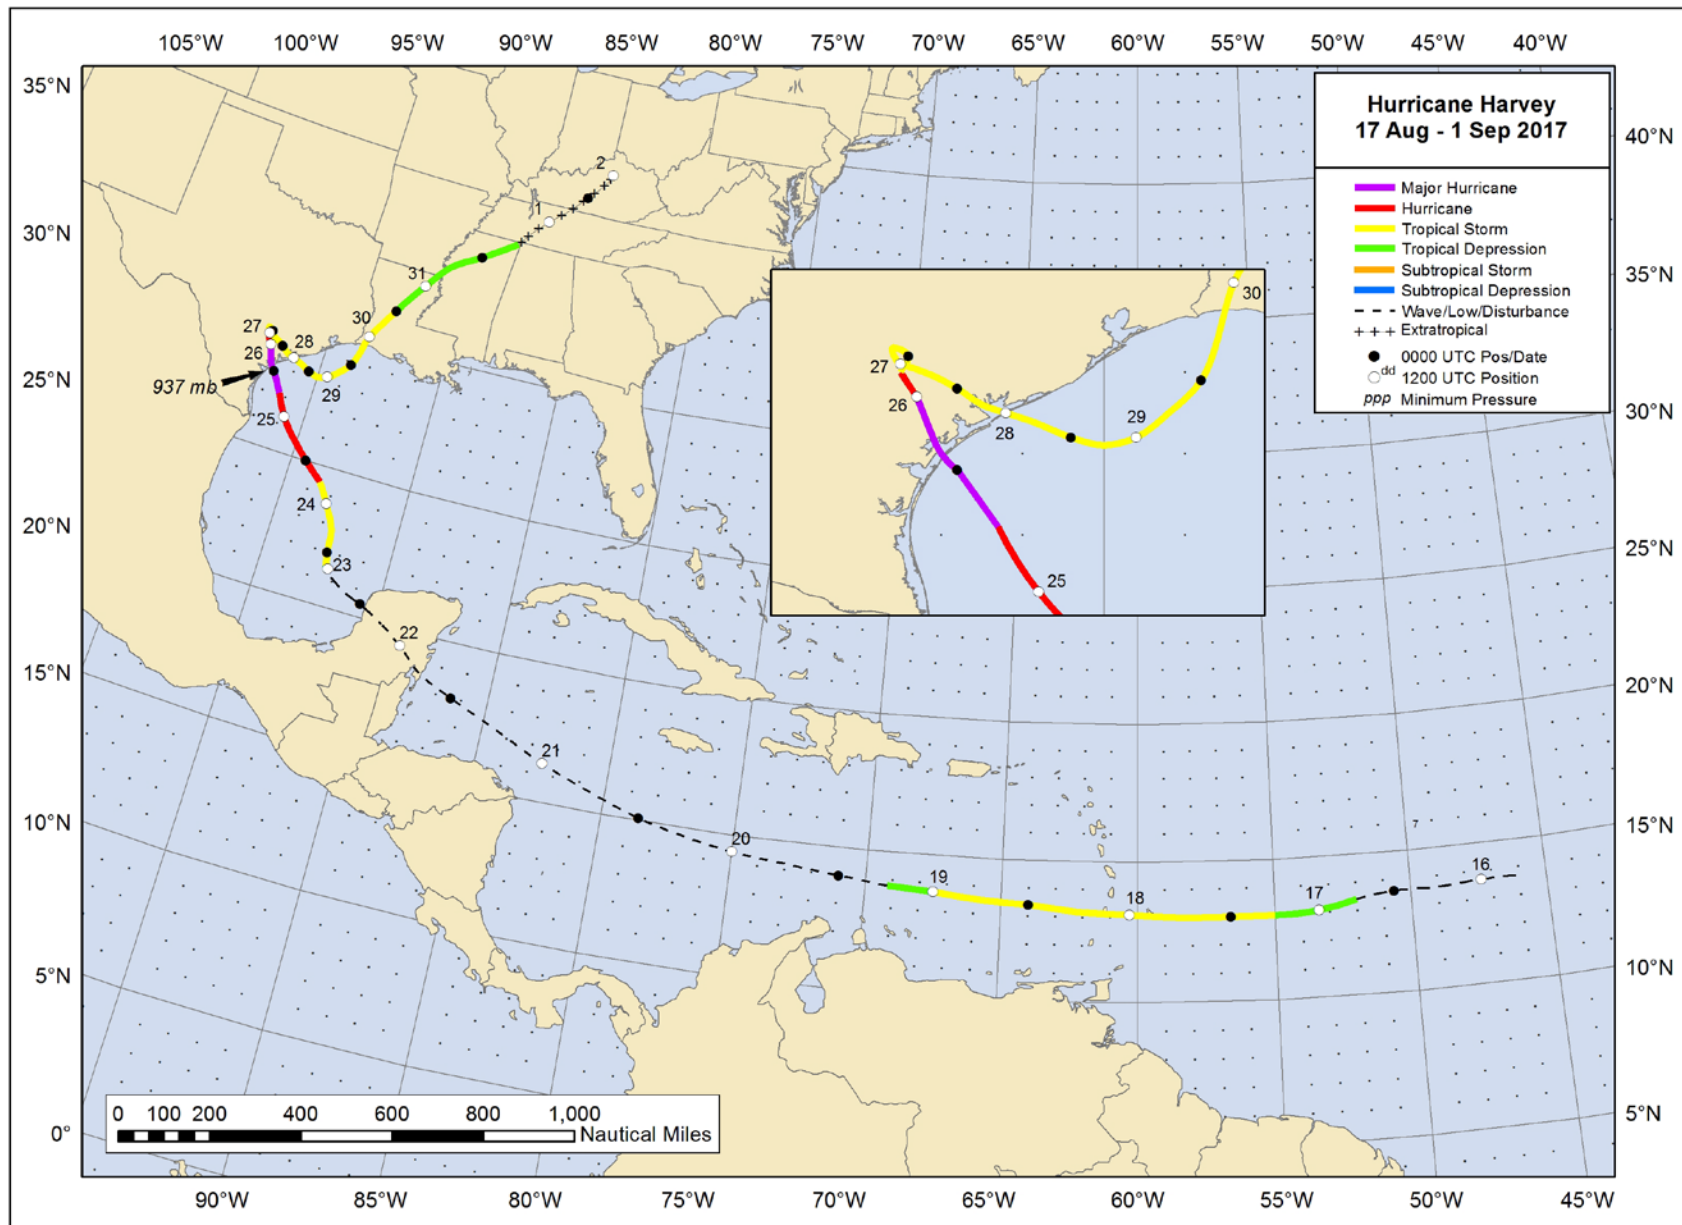 105°W 100°W 95°W 90°W 85°W 80°W 75°W 70°W 65°W 60°W 55°W 50°W 45°W 40°W
35°N
30°N
25°N
20°N
15°N
10°N
5°N
0°
Hurricane Harvey
17 Aug - 1 Sep 2017
Major Hurricane
Hurricane
Tropical Storm
Tropical Depression
Subtropical Storm
Subtropical Depression
Wave/Low/Disturbance
+++ Extratropical
0000 UTC Pos/Date
dd 1200 UTC Position
ppp Minimum Pressure
40°N
35°N
30°N
25°N
20°N
15°N
10°N
5°N
2
1
31
30
27
28
26
29
937 mb
25
24
23
22
21
20
19
18
17
16
7
30
27
26
28
29
25
0 100 200 400 600 800 1,000
Nautical Miles
90°W 85°W 80°W 75°W 70°W 65°W 60°W 55°W 50°W 45°W